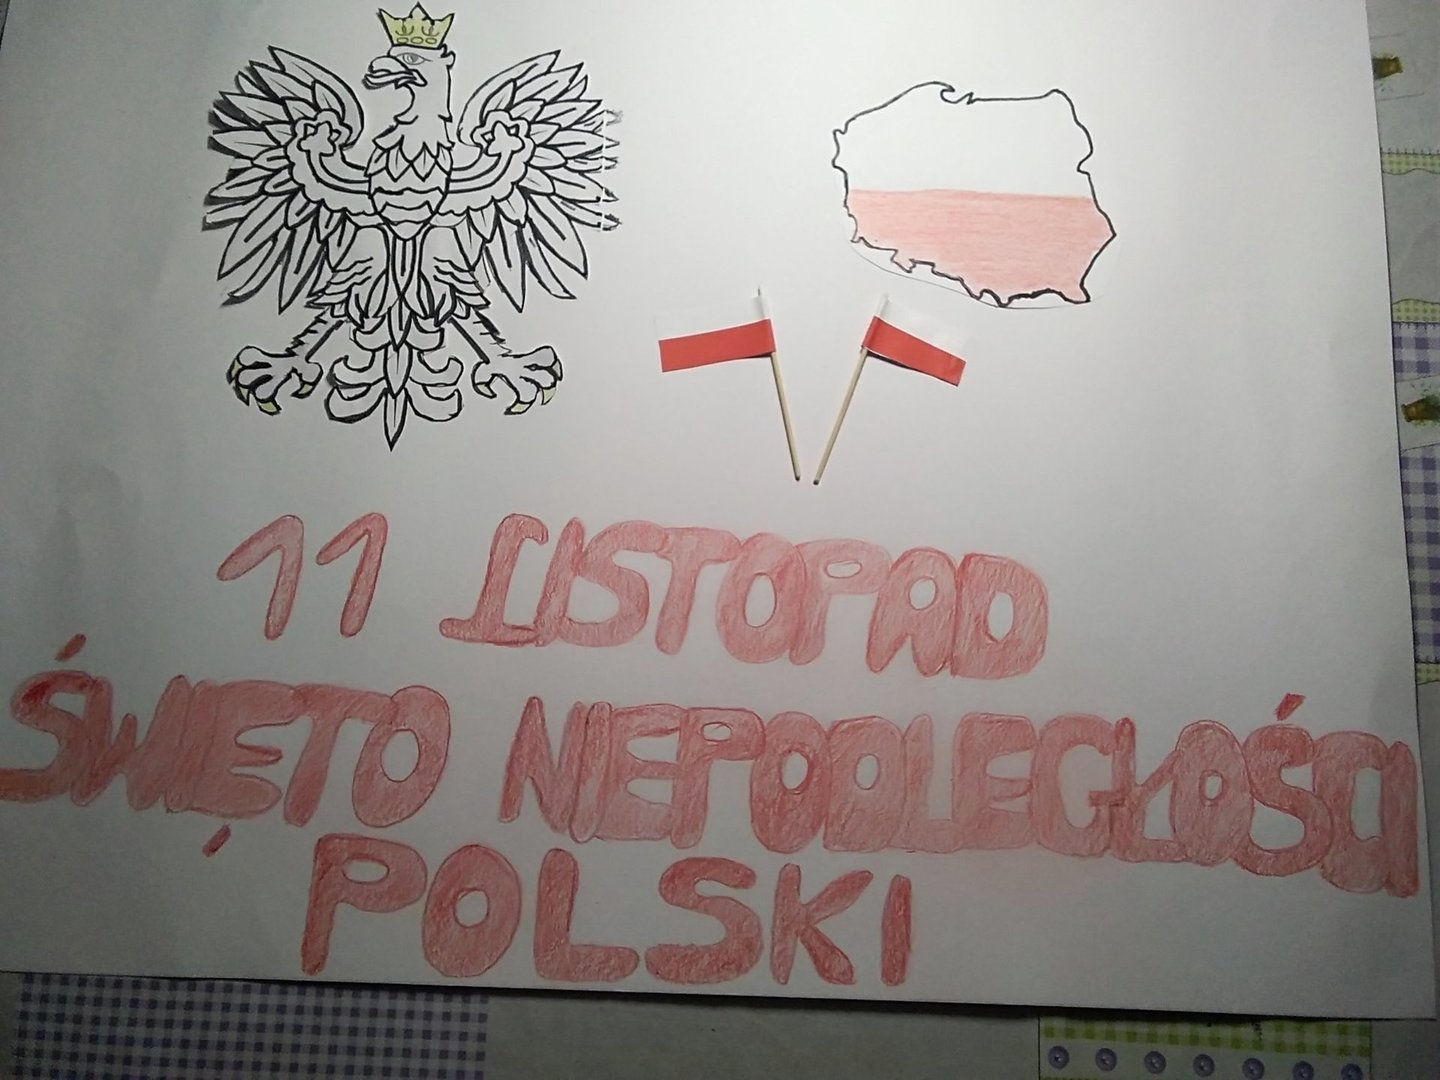 11 LISTOPAD
ŚWIĘTO NIEPODLEGŁOŚCI
POLSKI